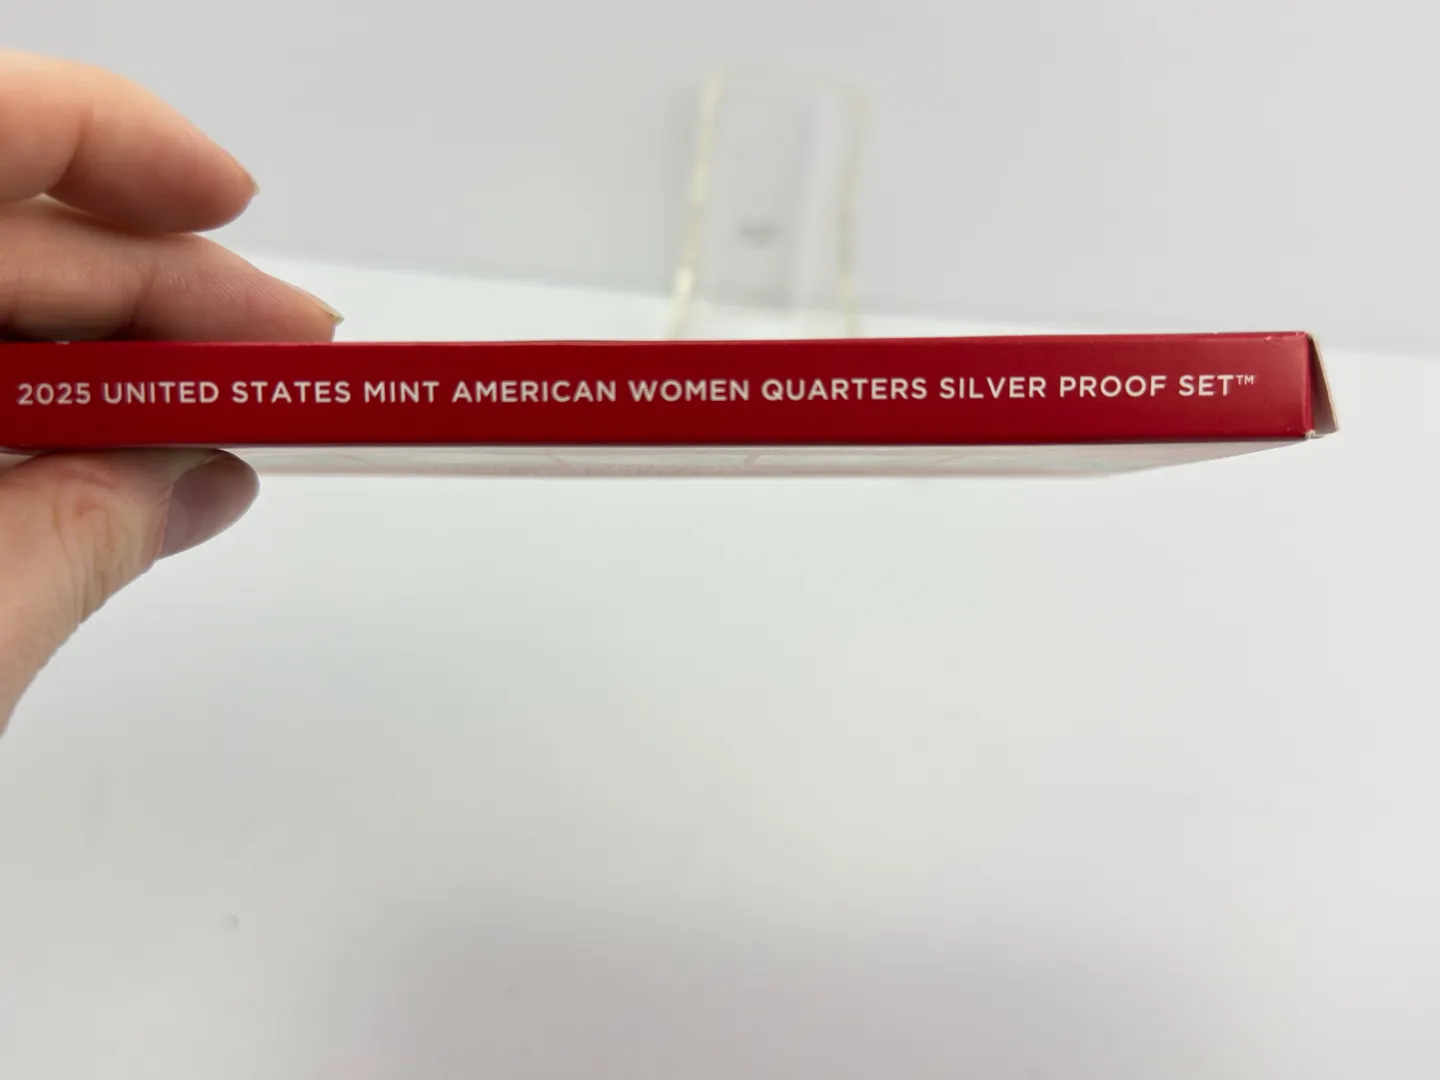 2025 UNITED STATES MINT AMERICAN WOMEN QUARTERS SILVER PROOF SET™